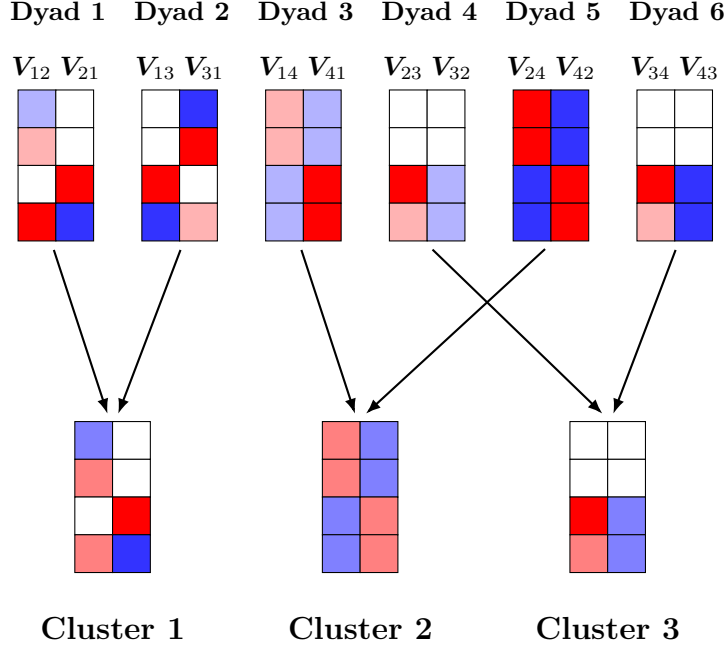 Dyad 1 Dyad 2 Dyad 3 Dyad 4 Dyad 5 Dyad 6
V₁₂ V₂₁ V₁₃ V₃₁ V₁₄ V₄₁ V₂₃ V₃₂ V₂₄ V₄₂ V₃₄ V₄₃
Cluster 1 Cluster 2 Cluster 3